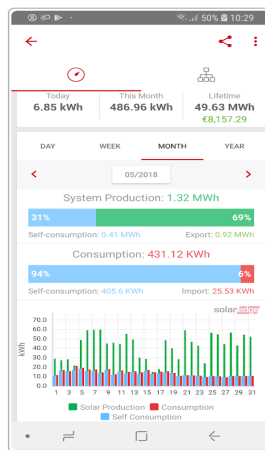 50% 10:29
Today This Month Lifetime
6.85 kWh 486.96 kWh 49.63 MWh
€8,157.29
DAY WEEK MONTH YEAR
< 05/2018 >
System Production: 1.32 MWh
31% 69%
Self-consumption: 0.41 MWh Export: 0.92 MWh
Consumption: 431.12 KWh
94% 6%
Self-consumption: 405.6 KWh Import: 25.53 KWh
solaredge
70.0
60.0
50.0
40.0
30.0
20.0
10.0
0.0
kWh
1 3 5 7 9 11 13 15 17 19 21 23 25 27 29 31
Solar Production Consumption
Self Consumption